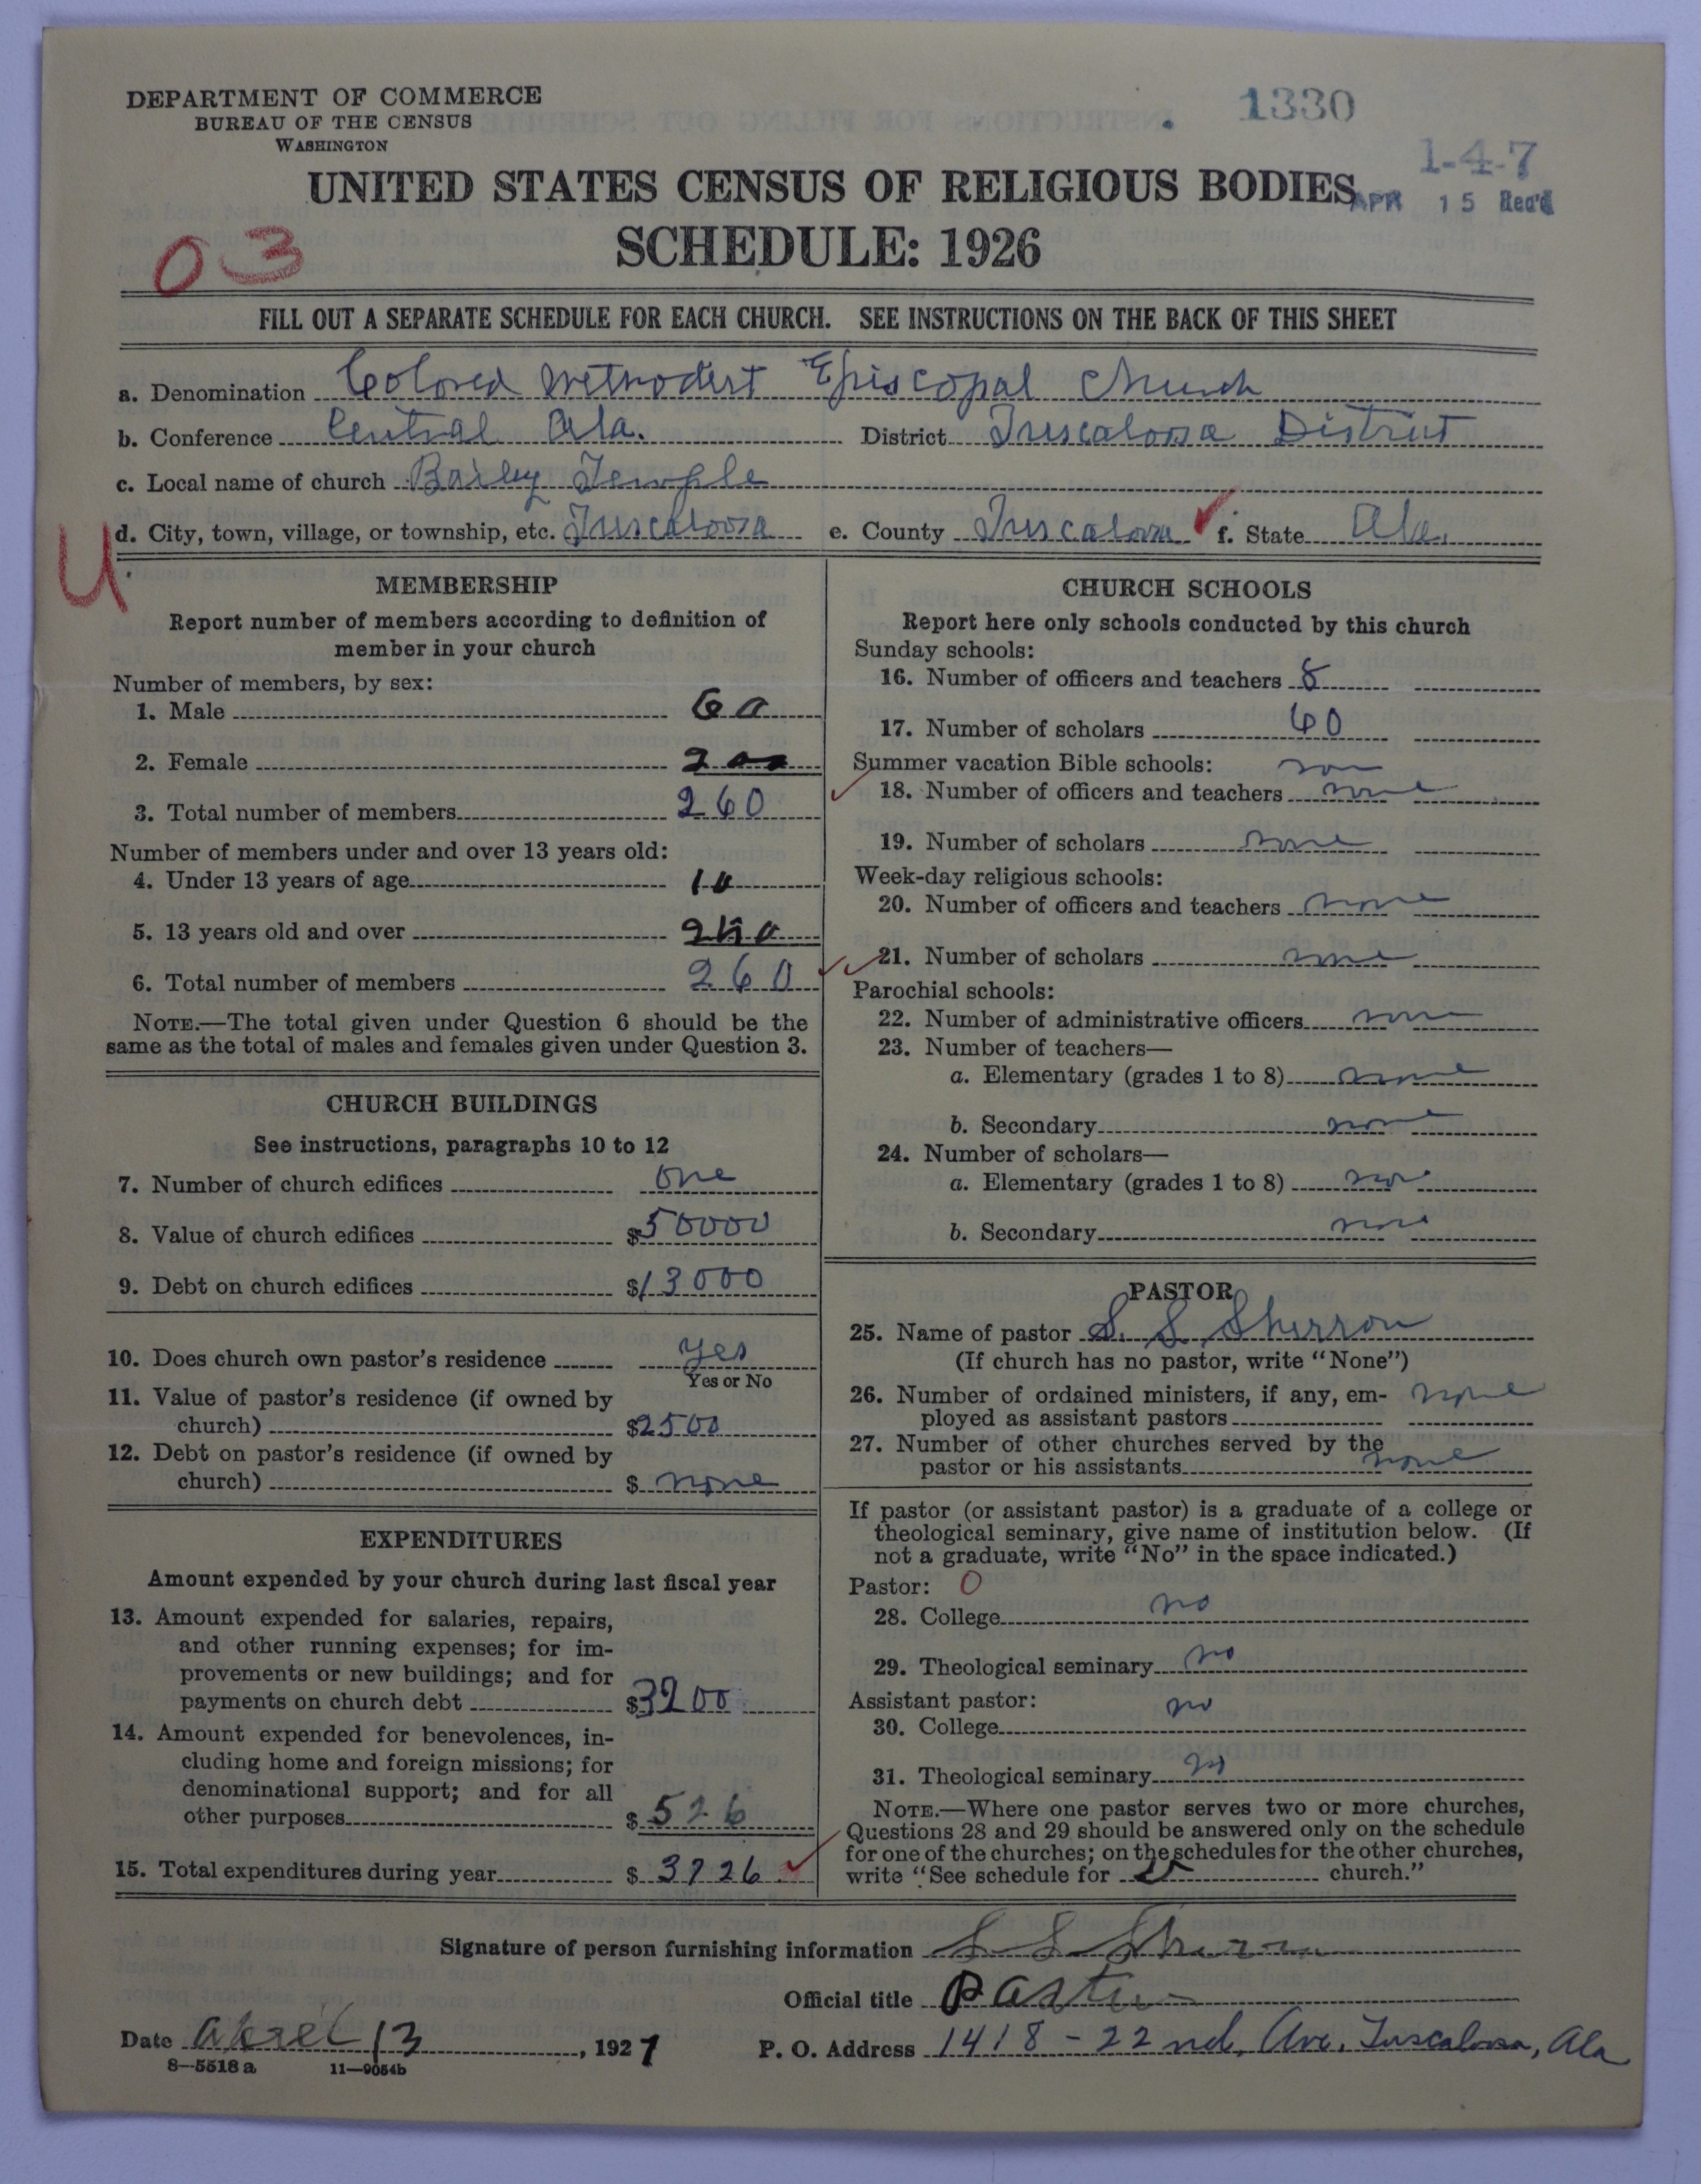 DEPARTMENT OF COMMERCE
BUREAU OF THE CENSUS
WASHINGTON
1330
1-4-7
UNITED STATES CENSUS OF RELIGIOUS BODIES
APR 15 Rec'd
SCHEDULE: 1926
03
FILL OUT A SEPARATE SCHEDULE FOR EACH CHURCH. SEE INSTRUCTIONS ON THE BACK OF THIS SHEET
a. Denomination Colored Methodist Episcopal Church
b. Conference Central Ala. District Tuscaloosa District
c. Local name of church Bailey Temple
d. City, town, village, or township, etc. Tuscaloosa e. County Tuscaloosa f. State Ala.
U
MEMBERSHIP
Report number of members according to definition of
member in your church
Number of members, by sex:
1. Male 60
2. Female 200
3. Total number of members 260
Number of members under and over 13 years old:
4. Under 13 years of age 10
5. 13 years old and over 250
6. Total number of members 260
NOTE.—The total given under Question 6 should be the
same as the total of males and females given under Question 3.
CHURCH BUILDINGS
See instructions, paragraphs 10 to 12
7. Number of church edifices one
8. Value of church edifices $50000
9. Debt on church edifices $13000
10. Does church own pastor's residence yes
Yes or No
11. Value of pastor's residence (if owned by
church) $2500
12. Debt on pastor's residence (if owned by
church) $ none
EXPENDITURES
Amount expended by your church during last fiscal year
13. Amount expended for salaries, repairs,
and other running expenses; for im-
provements or new buildings; and for
payments on church debt $3200
14. Amount expended for benevolences, in-
cluding home and foreign missions; for
denominational support; and for all
other purposes $ 526
15. Total expenditures during year $ 3726
CHURCH SCHOOLS
Report here only schools conducted by this church
Sunday schools:
16. Number of officers and teachers 8
17. Number of scholars 60
Summer vacation Bible schools: non
18. Number of officers and teachers none
19. Number of scholars none
Week-day religious schools:
20. Number of officers and teachers none
21. Number of scholars none
Parochial schools:
22. Number of administrative officers none
23. Number of teachers—
a. Elementary (grades 1 to 8) none
b. Secondary none
24. Number of scholars—
a. Elementary (grades 1 to 8) non
b. Secondary none
PASTOR
25. Name of pastor S. S. Sherron
(If church has no pastor, write "None")
26. Number of ordained ministers, if any, em- none
ployed as assistant pastors
27. Number of other churches served by the
pastor or his assistants none
If pastor (or assistant pastor) is a graduate of a college or
theological seminary, give name of institution below. (If
not a graduate, write "No" in the space indicated.)
Pastor: 0
28. College no
29. Theological seminary no
Assistant pastor:
30. College no
31. Theological seminary no
NOTE.—Where one pastor serves two or more churches,
Questions 28 and 29 should be answered only on the schedule
for one of the churches; on the schedules for the other churches,
write "See schedule for church."
Signature of person furnishing information S S Sherron
Official title Pastor
Date April 13, 1927 P. O. Address 1418 - 22nd, Ave. Tuscaloosa, Ala
8—5518 a 11—9054b